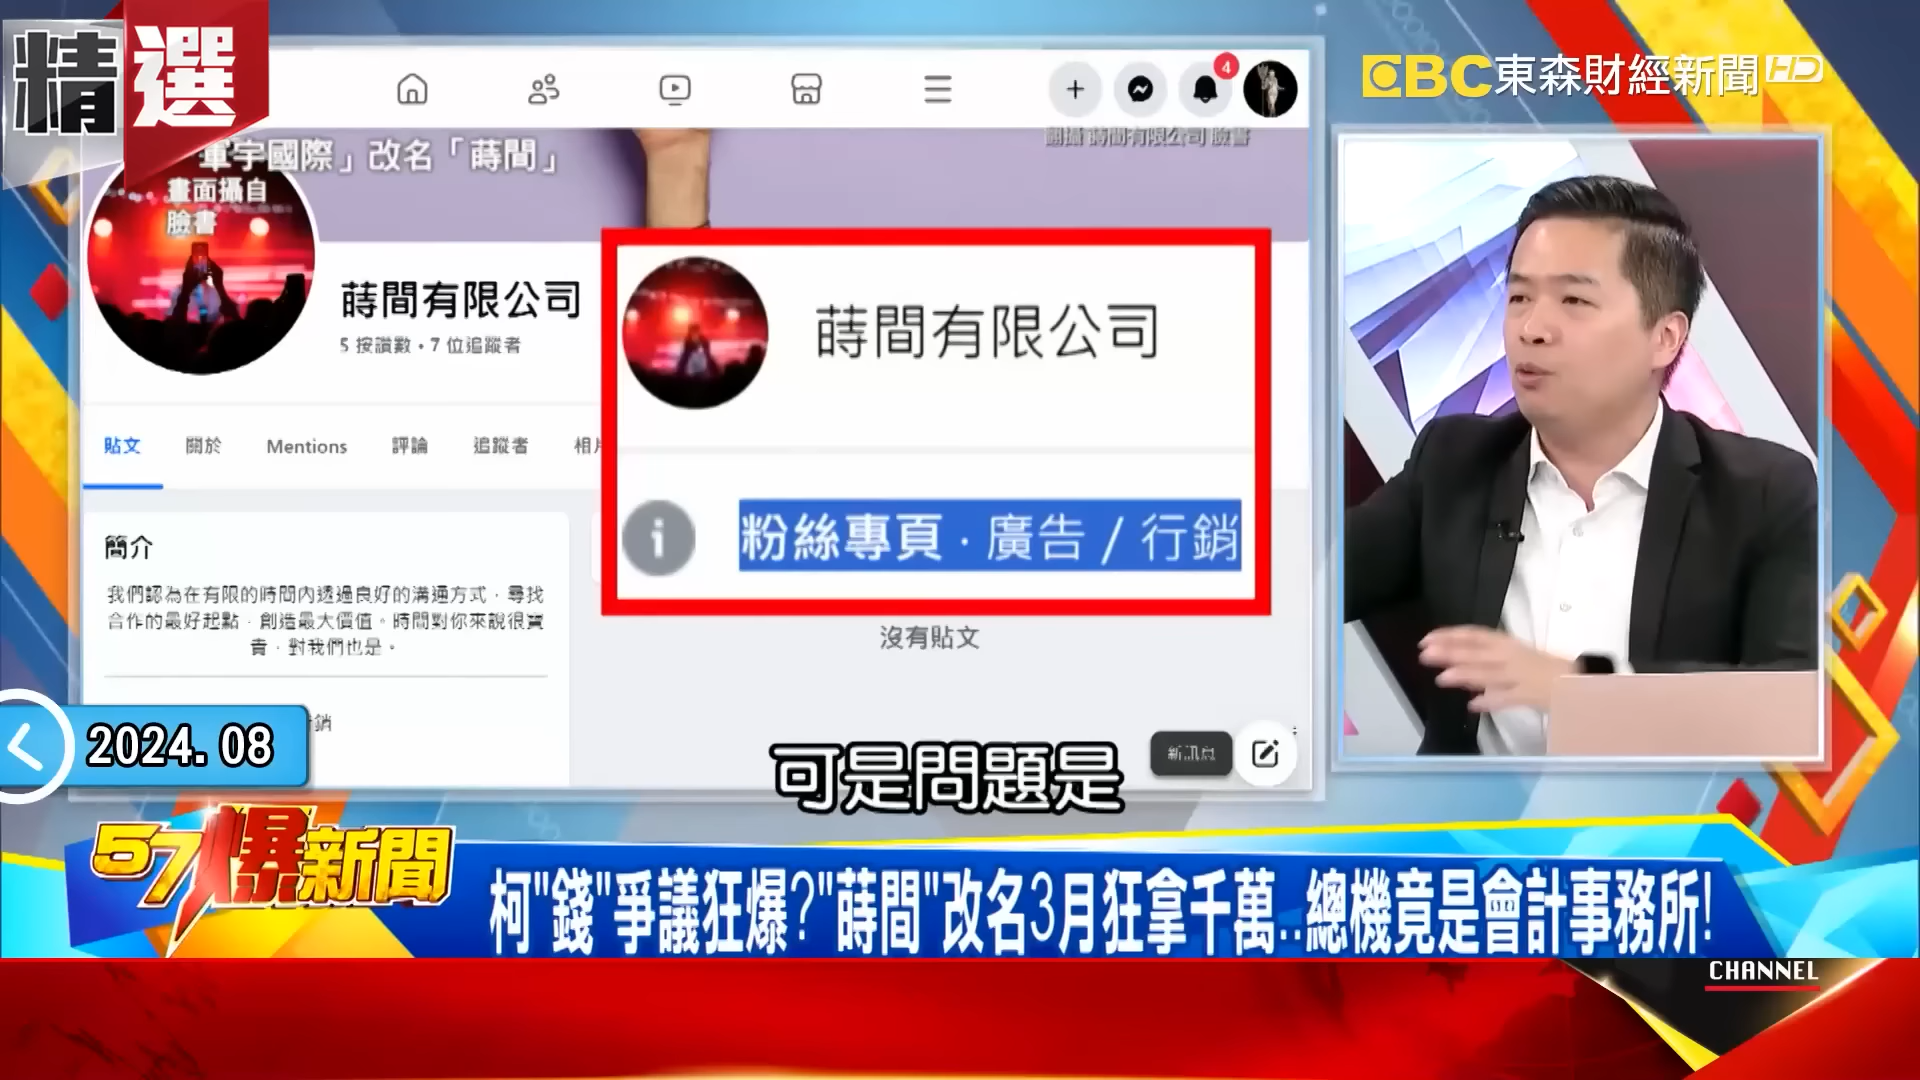 精選
EBC東森財經新聞HD
4
翻攝 蒔間有限公司 臉書
軍宇國際」改名「蒔間」
畫面攝自
臉書
蒔間有限公司
5 按讚數 · 7 位追蹤者
蒔間有限公司
貼文
關於
Mentions
評論
追蹤者
粉絲專頁 · 廣告 / 行銷
沒有貼文
簡介
我們認為在有限的時間內透過良好的溝通方式，尋找
合作的最好起點，創造最大價值。時間對你來說很寶
貴，對我們也是。
銷
新訊息
2024. 08
可是問題是
57爆新聞
柯"錢"爭議狂爆?"蒔間"改名3月狂拿千萬..總機竟是會計事務所!
CHANNEL